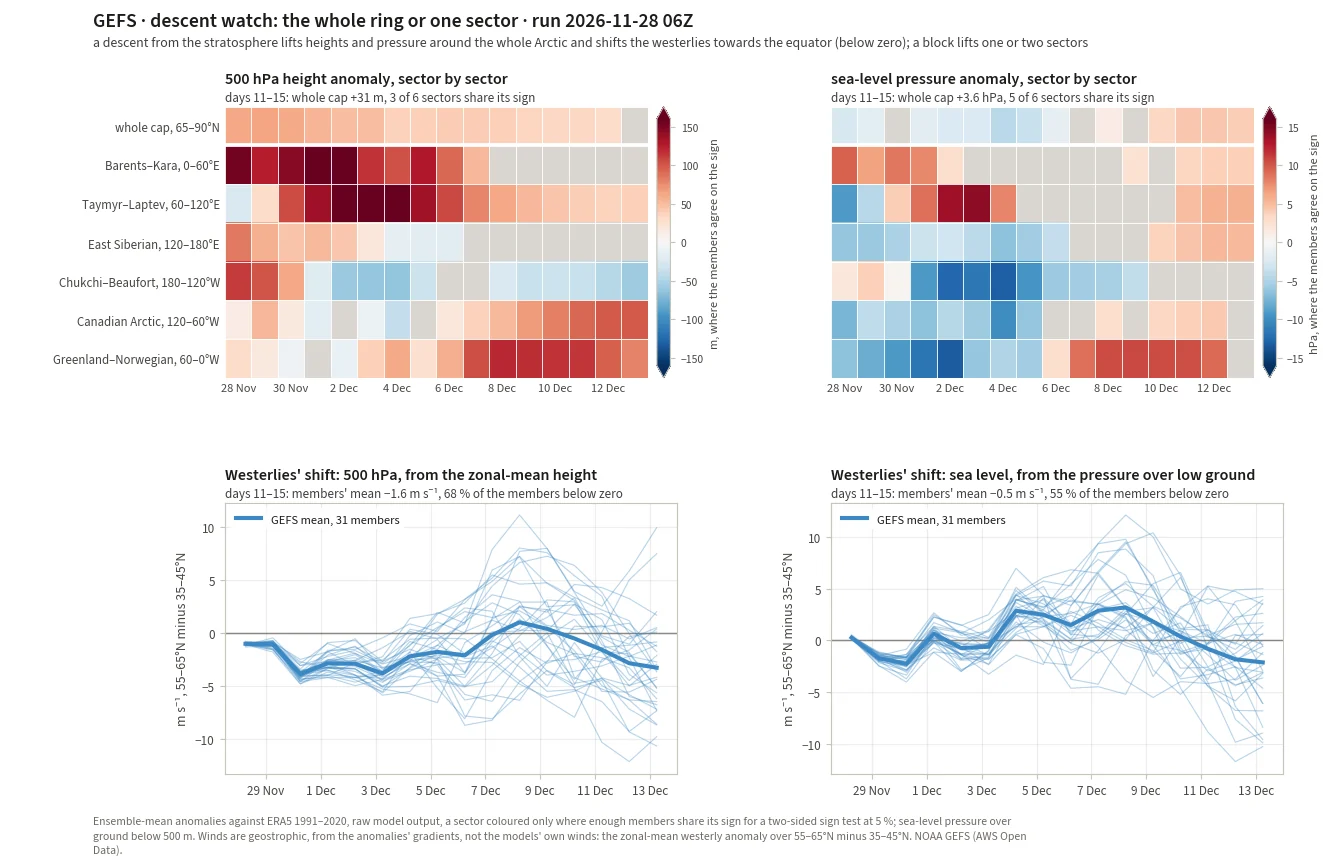 GEFS · descent watch: the whole ring or one sector · run 2026-11-28 06Z
a descent from the stratosphere lifts heights and pressure around the whole Arctic and shifts the westerlies towards the equator (below zero); a block lifts one or two sectors
500 hPa height anomaly, sector by sector
days 11–15: whole cap +31 m, 3 of 6 sectors share its sign
whole cap, 65–90°N
Barents–Kara, 0–60°E
Taymyr–Laptev, 60–120°E
East Siberian, 120–180°E
Chukchi–Beaufort, 180–120°W
Canadian Arctic, 120–60°W
Greenland–Norwegian, 60–0°W
28 Nov 30 Nov 2 Dec 4 Dec 6 Dec 8 Dec 10 Dec 12 Dec
150
100
50
0
−50
−100
−150
m, where the members agree on the sign
sea-level pressure anomaly, sector by sector
days 11–15: whole cap +3.6 hPa, 5 of 6 sectors share its sign
28 Nov 30 Nov 2 Dec 4 Dec 6 Dec 8 Dec 10 Dec 12 Dec
15
10
5
0
−5
−10
−15
hPa, where the members agree on the sign
Westerlies' shift: 500 hPa, from the zonal-mean height
days 11–15: members' mean −1.6 m s⁻¹, 68 % of the members below zero
GEFS mean, 31 members
10
5
0
−5
−10
m s⁻¹, 55–65°N minus 35–45°N
29 Nov 1 Dec 3 Dec 5 Dec 7 Dec 9 Dec 11 Dec 13 Dec
Westerlies' shift: sea level, from the pressure over low ground
days 11–15: members' mean −0.5 m s⁻¹, 55 % of the members below zero
GEFS mean, 31 members
10
5
0
−5
−10
m s⁻¹, 55–65°N minus 35–45°N
29 Nov 1 Dec 3 Dec 5 Dec 7 Dec 9 Dec 11 Dec 13 Dec
Ensemble-mean anomalies against ERA5 1991–2020, raw model output, a sector coloured only where enough members share its sign for a two-sided sign test at 5 %; sea-level pressure over
ground below 500 m. Winds are geostrophic, from the anomalies' gradients, not the models' own winds: the zonal-mean westerly anomaly over 55–65°N minus 35–45°N. NOAA GEFS (AWS Open
Data).